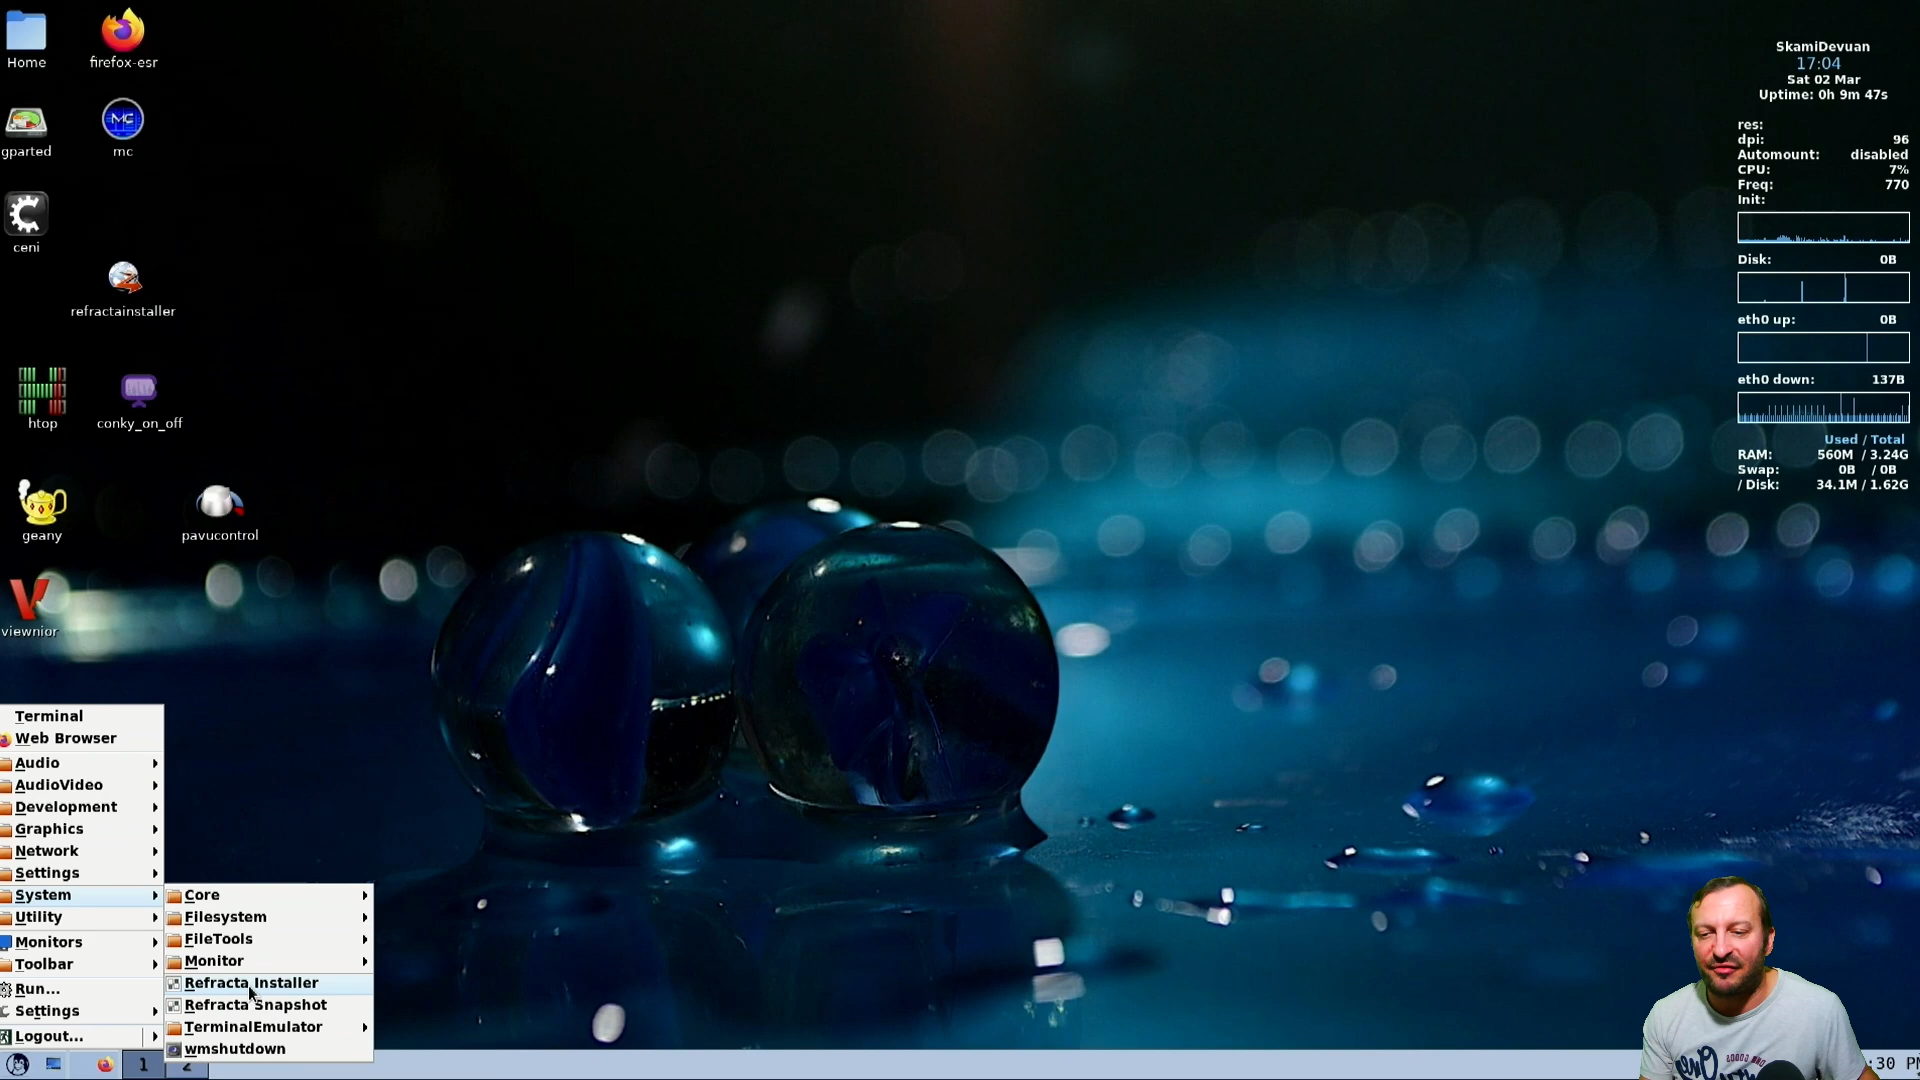 Home
firefox-esr
gparted
mc
ceni
refractainstaller
htop
conky_on_off
geany
pavucontrol
viewnior
SkamiDevuan
17:04
Sat 02 Mar
Uptime: 0h 9m 47s
res:
dpi: 96
Automount: disabled
CPU: 7%
Freq: 770
Init:
Disk: 0B
eth0 up: 0B
eth0 down: 137B
Used / Total
RAM: 560M / 3.24G
Swap: 0B / 0B
/ Disk: 34.1M / 1.62G
Terminal
Web Browser
Audio
AudioVideo
Development
Graphics
Network
Settings
System
Utility
Monitors
Toolbar
Run...
Settings
Logout...
Core
Filesystem
FileTools
Monitor
Refracta Installer
Refracta Snapshot
TerminalEmulator
wmshutdown
1
2
:30